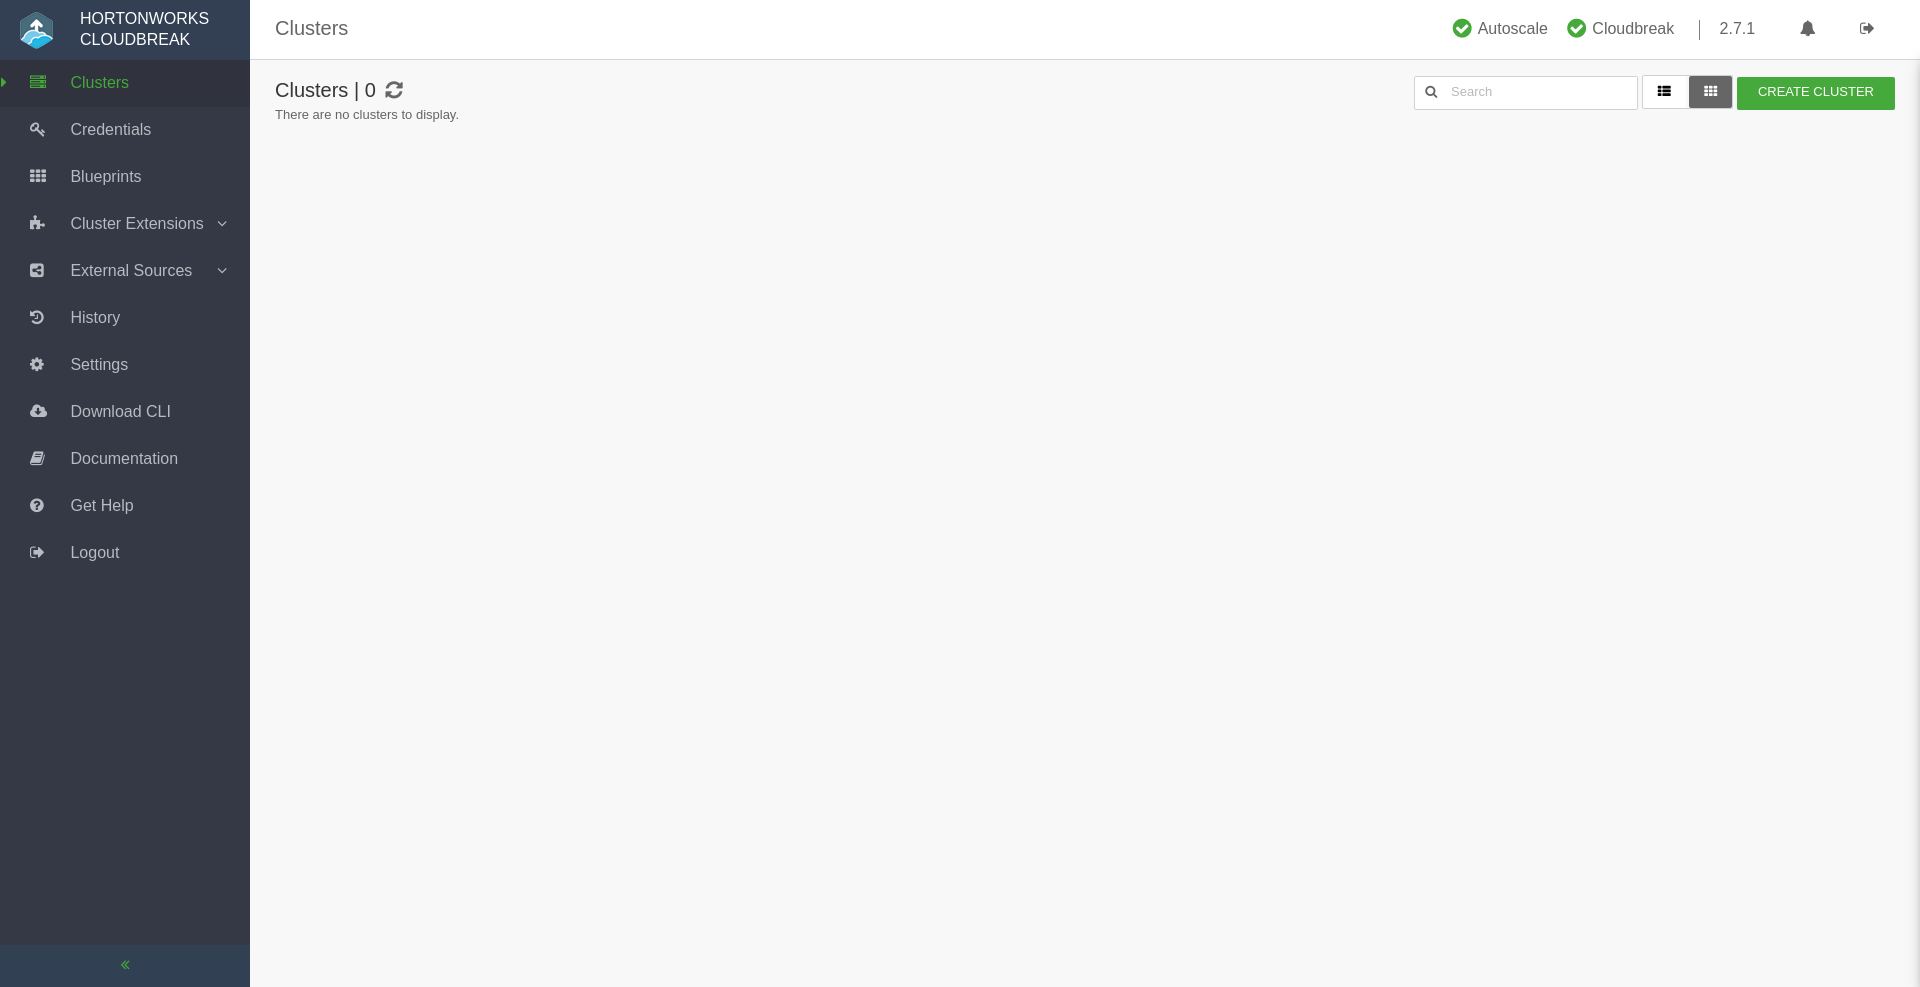 HORTONWORKS
CLOUDBREAK
Clusters
Autoscale
Cloudbreak
2.7.1
Clusters
Credentials
Blueprints
Cluster Extensions
External Sources
History
Settings
Download CLI
Documentation
Get Help
Logout
Clusters | 0
There are no clusters to display.
Search
CREATE CLUSTER